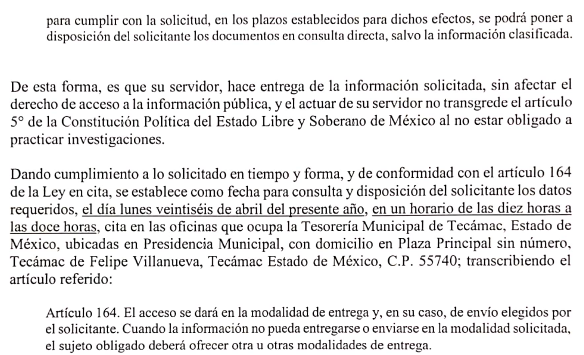 para cumplir con la solicitud, en los plazos establecidos para dichos efectos, se podrá poner a
disposición del solicitante los documentos en consulta directa, salvo la información clasificada.
De esta forma, es que su servidor, hace entrega de la información solicitada, sin afectar el
derecho de acceso a la información pública, y el actuar de su servidor no transgrede el artículo
5° de la Constitución Política del Estado Libre y Soberano de México al no estar obligado a
practicar investigaciones.
Dando cumplimiento a lo solicitado en tiempo y forma, y de conformidad con el artículo 164
de la Ley en cita, se establece como fecha para consulta y disposición del solicitante los datos
requeridos, el día lunes veintiséis de abril del presente año, en un horario de las diez horas a
las doce horas, cita en las oficinas que ocupa la Tesorería Municipal de Tecámac, Estado de
México, ubicadas en Presidencia Municipal, con domicilio en Plaza Principal sin número,
Tecámac de Felipe Villanueva, Tecámac Estado de México, C.P. 55740; transcribiendo el
artículo referido:
Artículo 164. El acceso se dará en la modalidad de entrega y, en su caso, de envío elegidos por
el solicitante. Cuando la información no pueda entregarse o enviarse en la modalidad solicitada,
el sujeto obligado deberá ofrecer otra u otras modalidades de entrega.